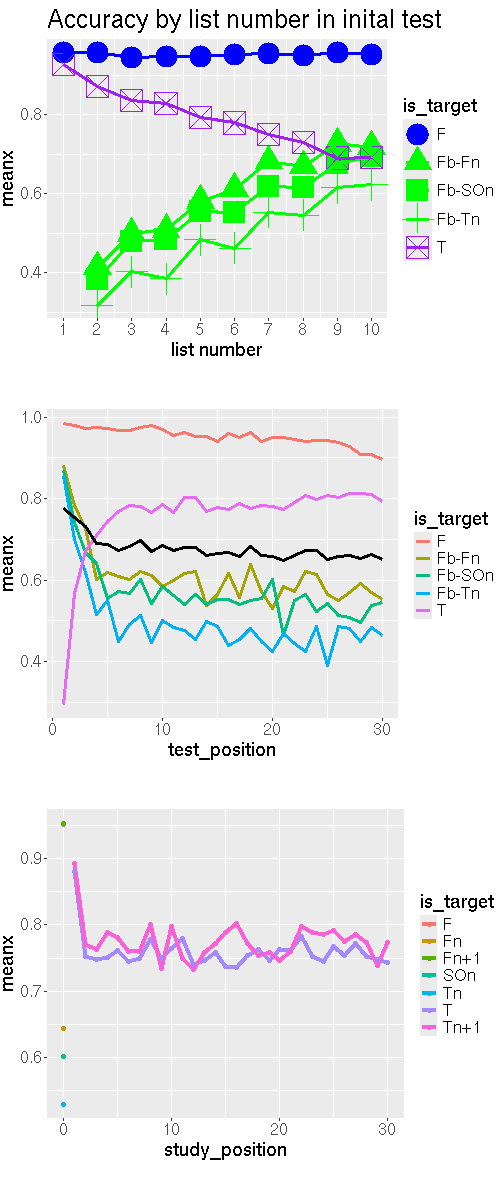 Accuracy by list number in inital test
meanx
0.8
0.6
0.4
1 2 3 4 5 6 7 8 9 10
list number
is_target
F
Fb-Fn
Fb-SOn
Fb-Tn
T
meanx
1.0
0.8
0.6
0.4
0 10 20 30
test_position
is_target
F
Fb-Fn
Fb-SOn
Fb-Tn
T
meanx
0.9
0.8
0.7
0.6
0 10 20 30
study_position
is_target
F
Fn
Fn+1
SOn
Tn
T
Tn+1